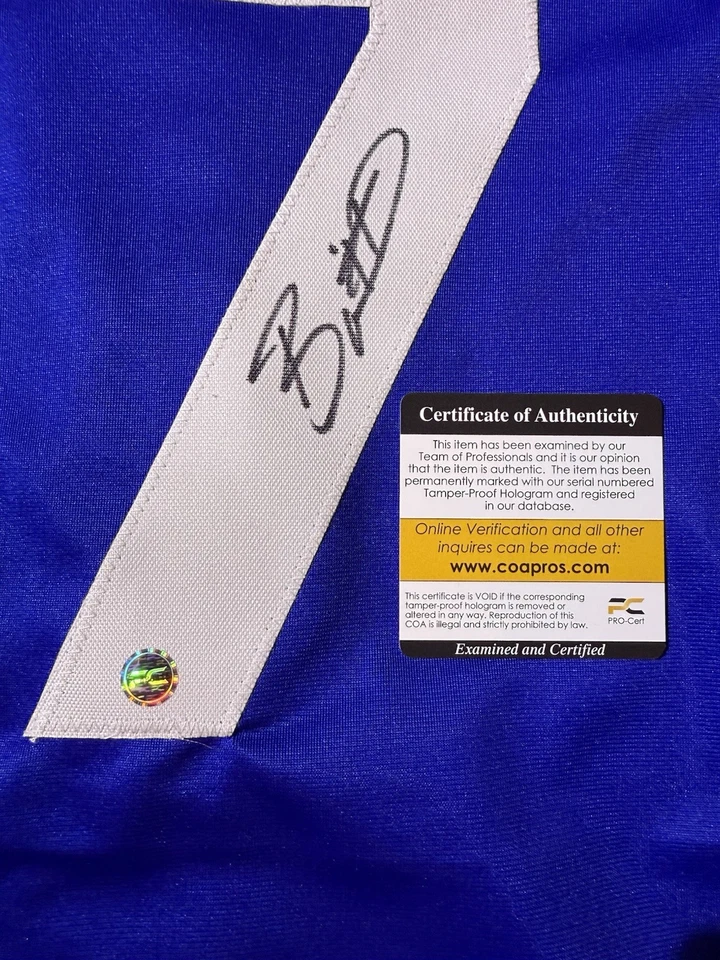 7
Certificate of Authenticity
This item has been examined by our
Team of Professionals and it is our opinion
that the item is authentic. The item has been
permanently marked with our serial numbered
Tamper-Proof Hologram and registered
in our database.
Online Verification and all other
inquires can be made at:
www.coapros.com
This certificate is VOID if the corresponding
tamper-proof hologram is removed or
altered in any way. Reproduction of this
COA is illegal and strictly prohibited by law.
PC
PRO-Cert
Examined and Certified
PC